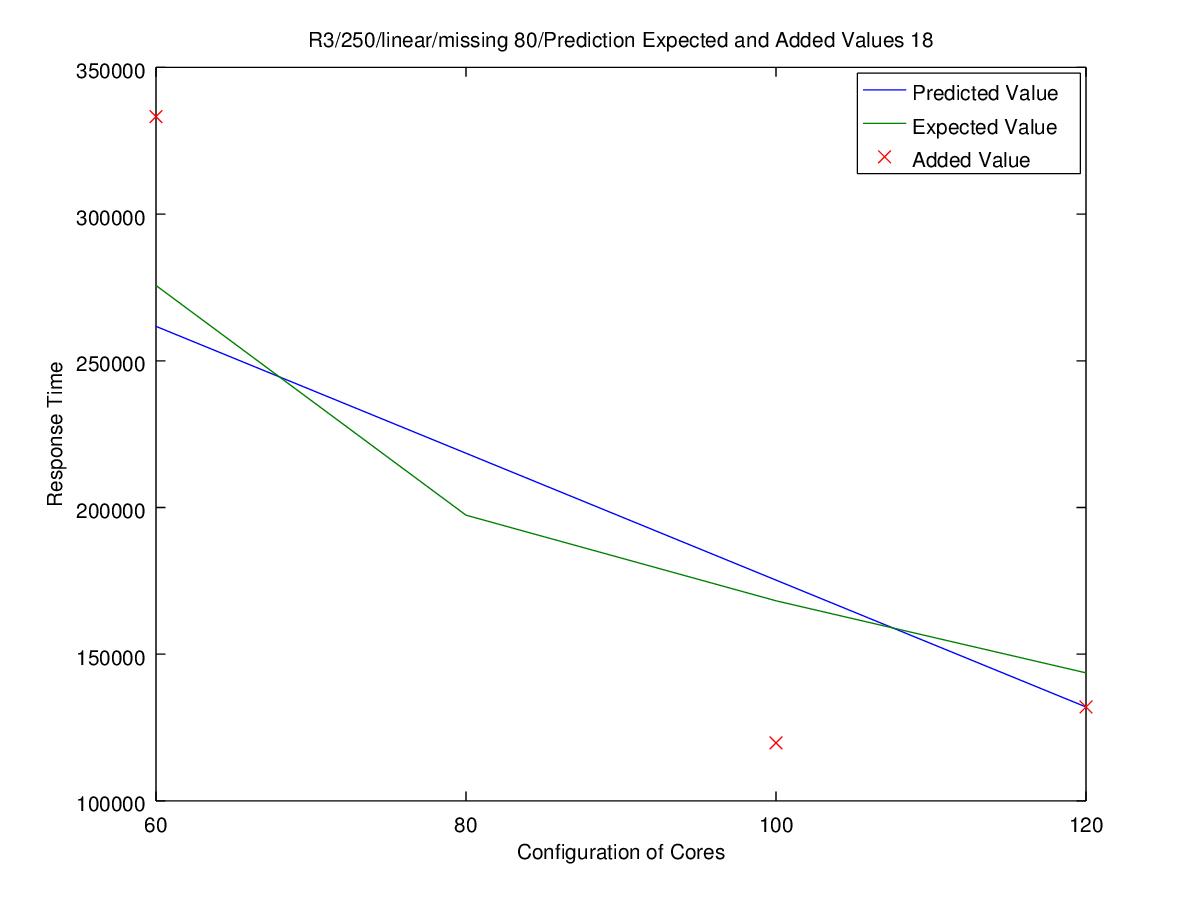 R3/250/linear/missing 80/Prediction Expected and Added Values 18
350000
300000
250000
200000
150000
100000
60
80
100
120
Response Time
Configuration of Cores
Predicted Value
Expected Value
Added Value